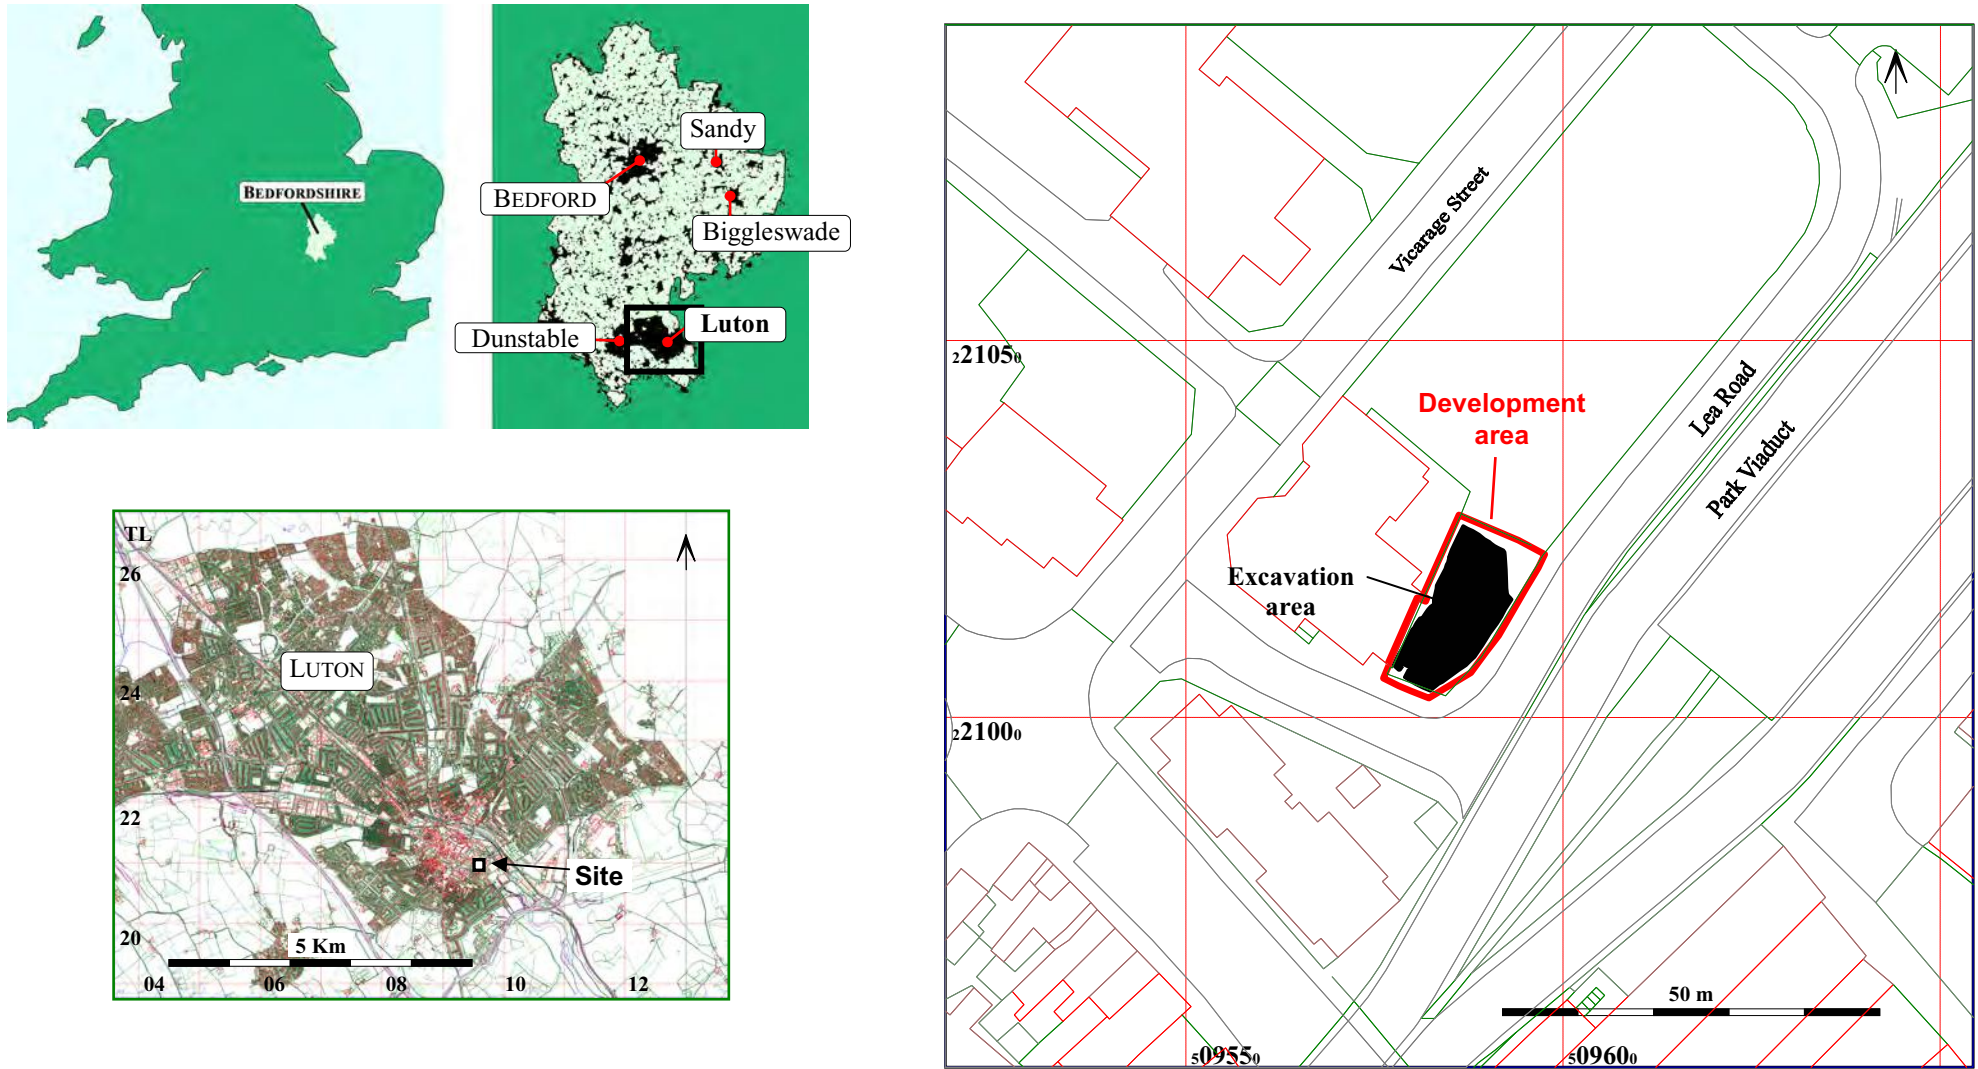 BEDFORDSHIRE
Sandy
BEDFORD
Biggleswade
Dunstable
Luton
TL
26
24
22
20
LUTON
Site
5 Km
04
06
08
10
12
Vicarage Street
221050
Lea Road
Park Viaduct
Development
area
Excavation
area
221000
50 m
509550
509600